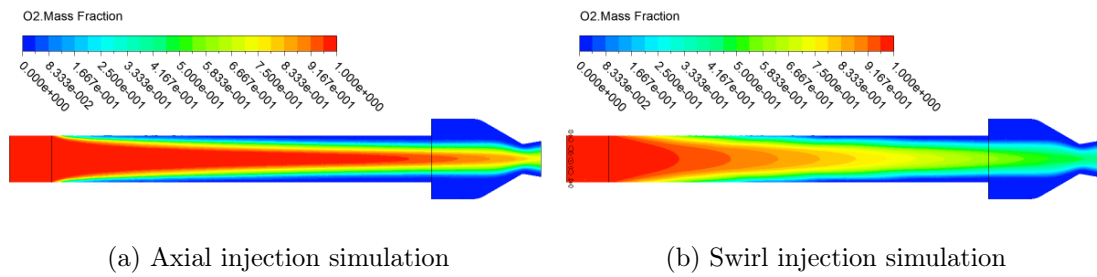 O2.Mass Fraction
0.000e+000
8.333e-002
1.667e-001
2.500e-001
3.333e-001
4.167e-001
5.000e-001
5.833e-001
6.667e-001
7.500e-001
8.333e-001
9.167e-001
1.000e+000
(a) Axial injection simulation
O2.Mass Fraction
0.000e+000
8.333e-002
1.667e-001
2.500e-001
3.333e-001
4.167e-001
5.000e-001
5.833e-001
6.667e-001
7.500e-001
8.333e-001
9.167e-001
1.000e+000
(b) Swirl injection simulation